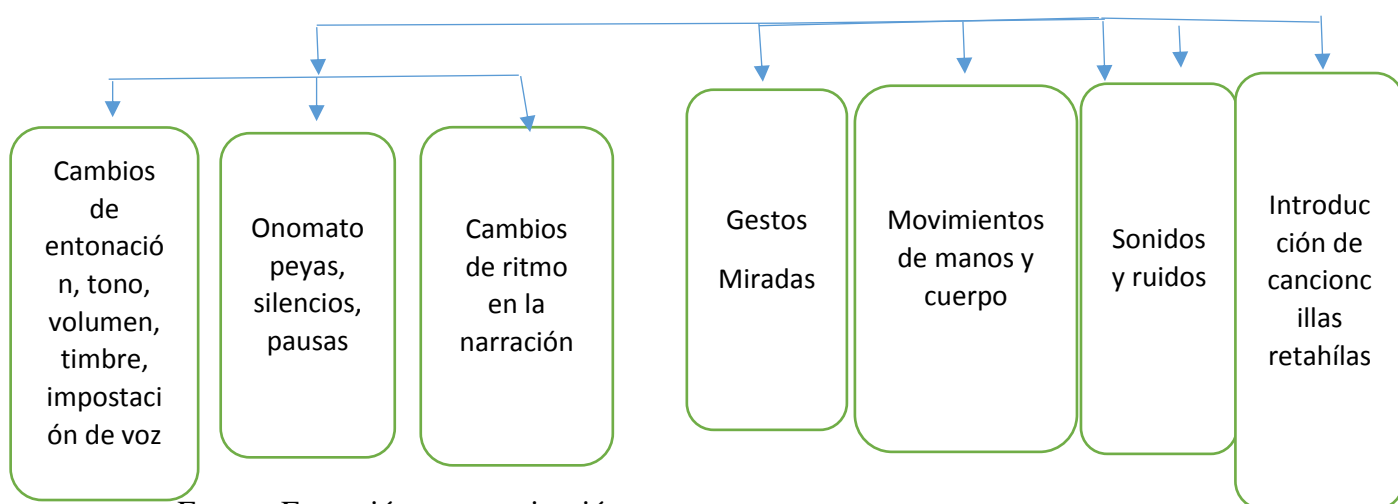 Cambios
de
entonació
n, tono,
volumen,
timbre,
impostaci
ón de voz
Onomato
peyas,
silencios,
pausas
Cambios
de ritmo
en la
narración
Gestos
Miradas
Movimientos
de manos y
cuerpo
Sonidos
y ruidos
Introduc
ción de
cancionc
illas
retahílas